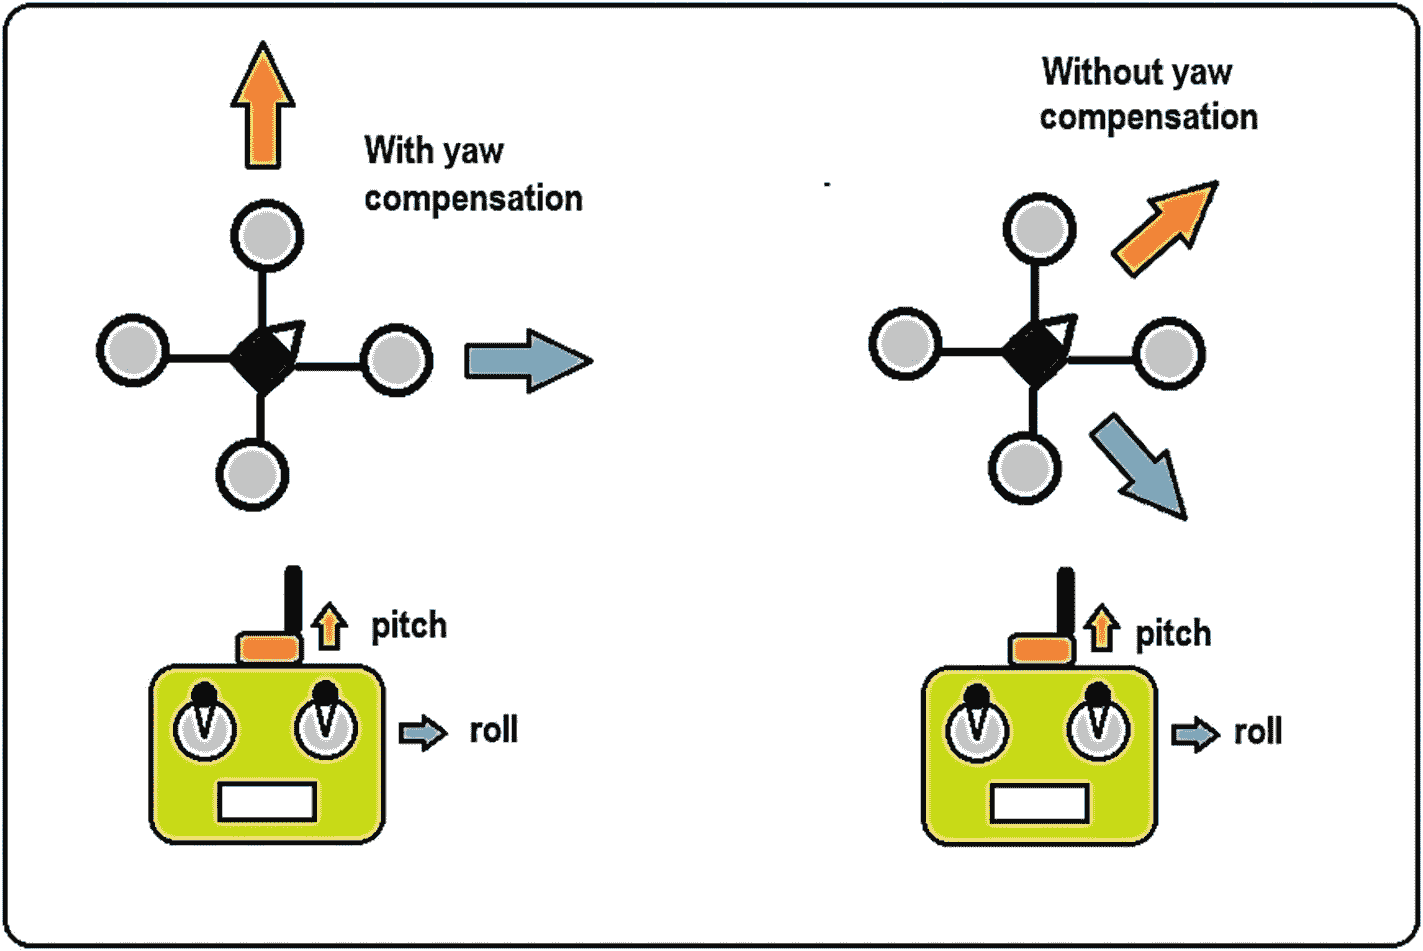 With yaw
compensation
Without yaw
compensation
pitch
roll
pitch
roll